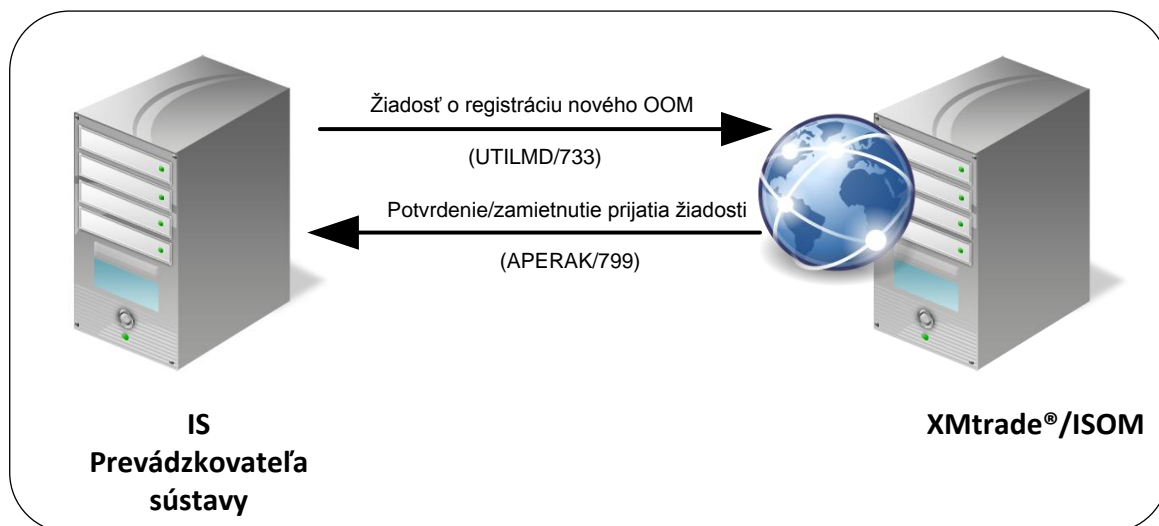 Žiadosť o registráciu nového OOM
(UTILMD/733)
Potvrdenie/zamietnutie prijatia žiadosti
(APERAK/799)
IS
Prevádzkovateľa
sústavy
XMtrade®/ISOM